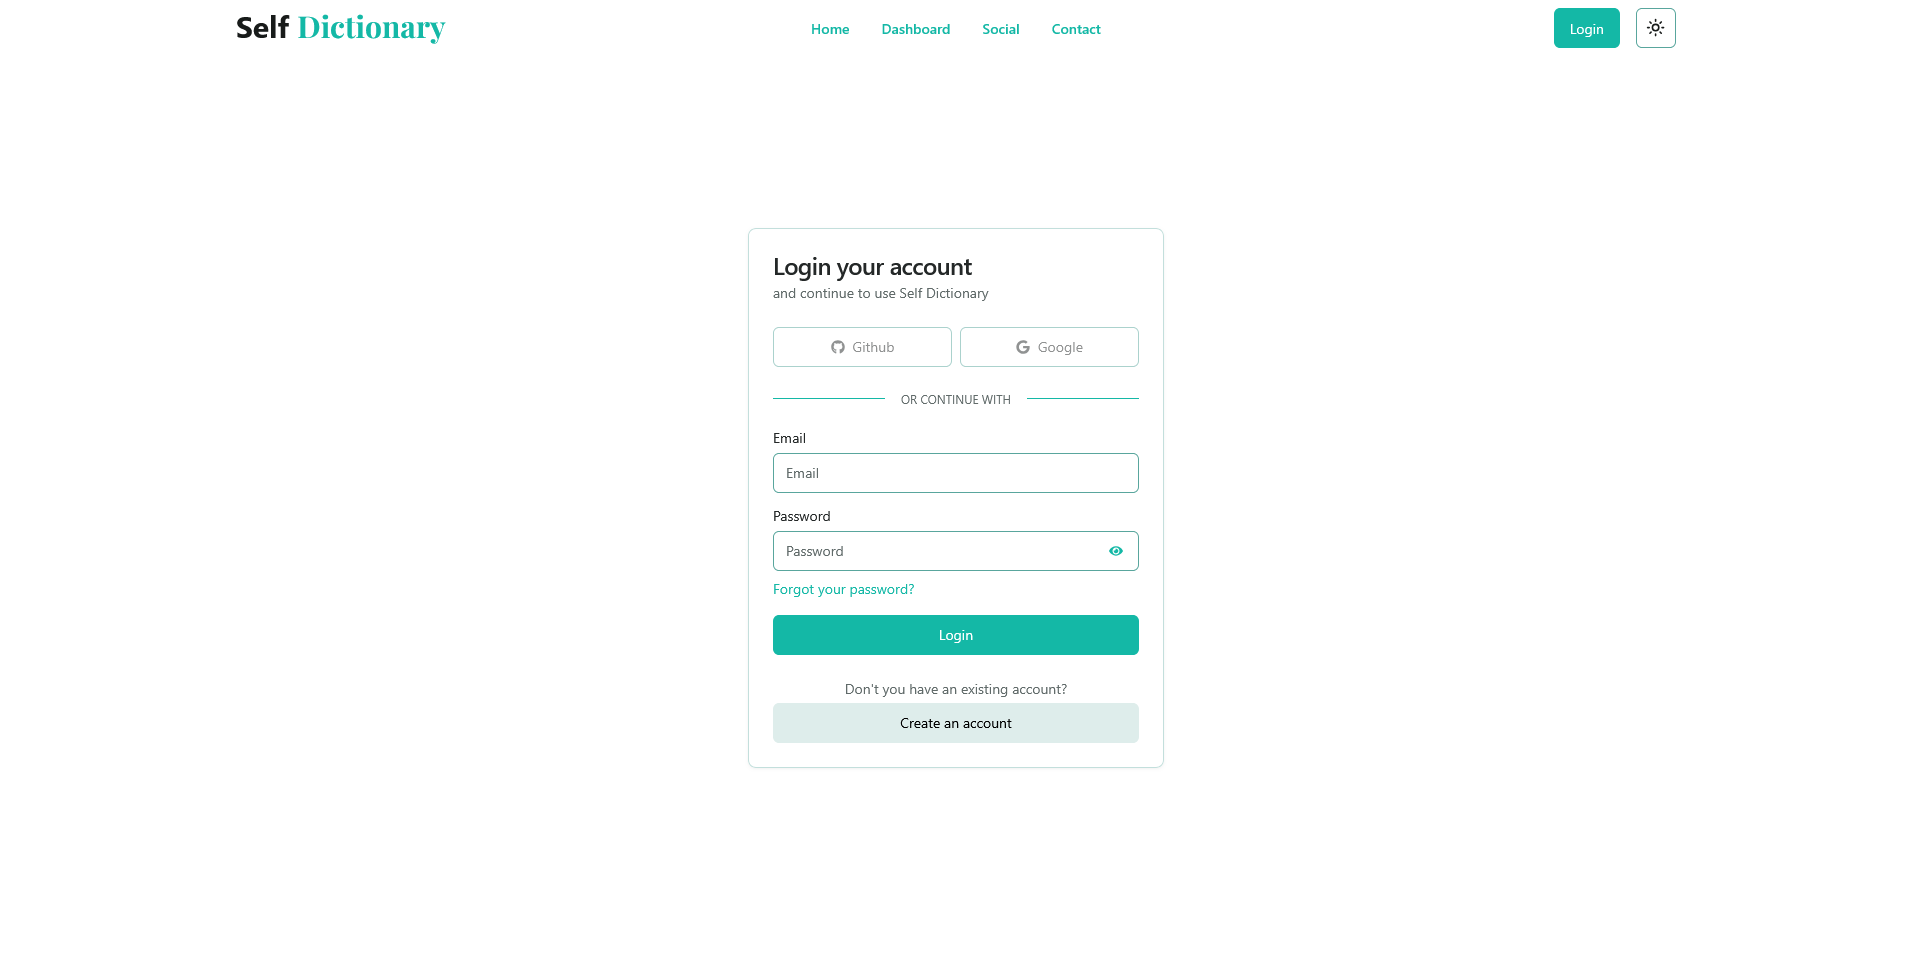 Self Dictionary
Home Dashboard Social Contact
Login
Login your account
and continue to use Self Dictionary
Github Google
OR CONTINUE WITH
Email
Email
Password
Password
Forgot your password?
Login
Don't you have an existing account?
Create an account